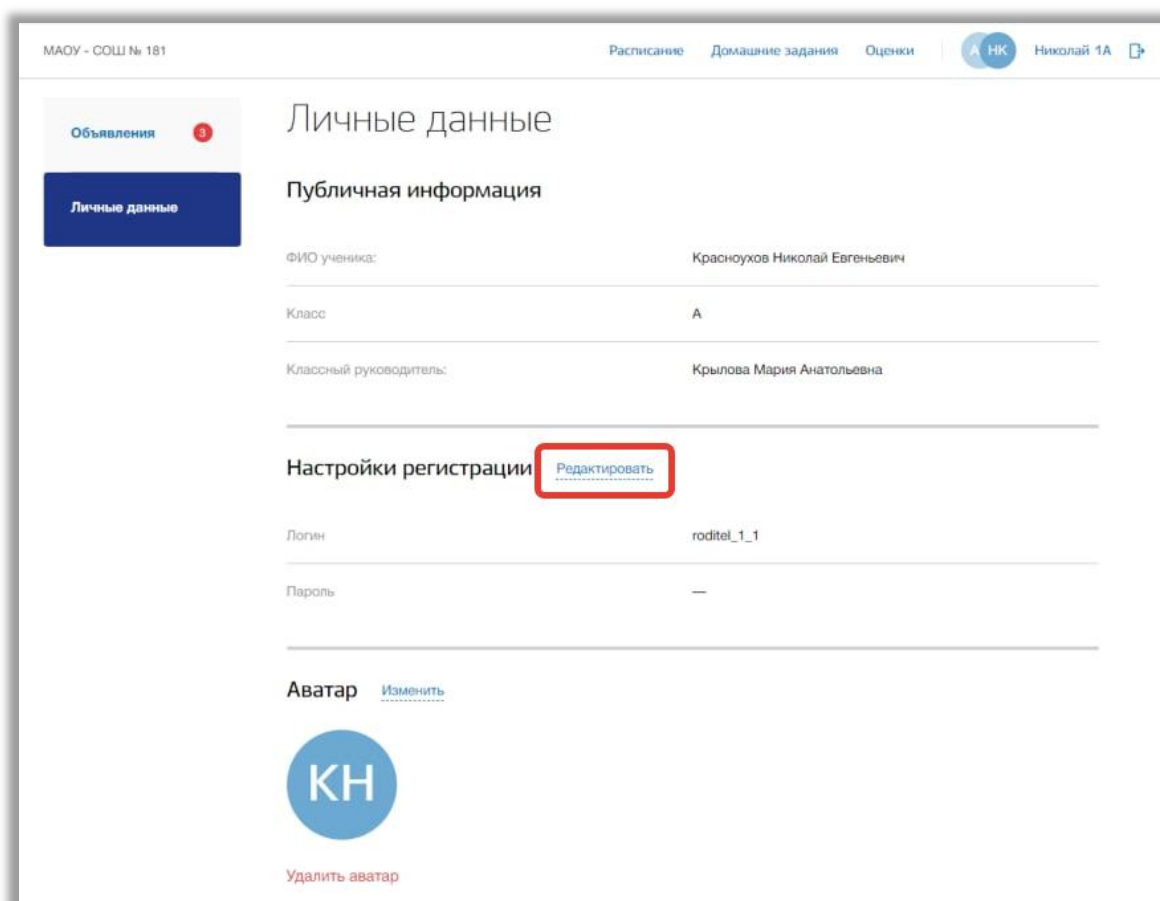 МАОУ - СОШ № 181
Расписание Домашние задания Оценки А НК Николай 1А
Объявления 3
Личные данные
Личные данные
Публичная информация
ФИО ученика: Красноухов Николай Евгеньевич
Класс А
Классный руководитель: Крылова Мария Анатольевна
Настройки регистрации Редактировать
Логин roditel_1_1
Пароль —
Аватар Изменить
КН
Удалить аватар